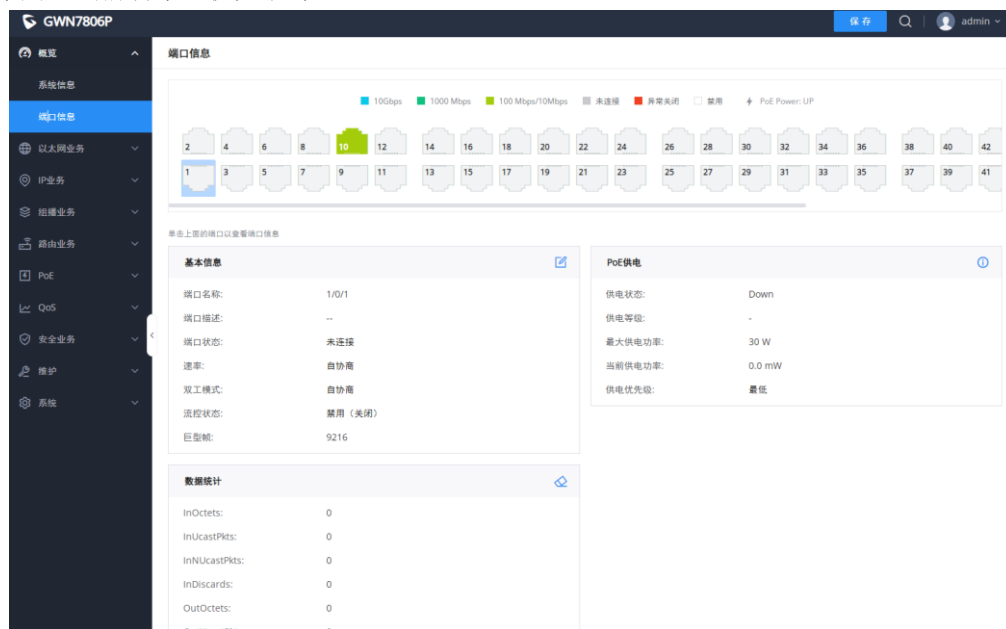 GWN7806P
保存
admin
概览
系统信息
端口信息
以太网业务
IP业务
组播业务
路由业务
PoE
QoS
安全业务
维护
系统
端口信息
10Gbps 1000 Mbps 100 Mbps/10Mbps 未连接 异常关闭 禁用 PoE Power: UP
2 4 6 8 10 12 14 16 18 20 22 24 26 28 30 32 34 36 38 40 42
1 3 5 7 9 11 13 15 17 19 21 23 25 27 29 31 33 35 37 39 41
单击上面的端口以查看端口信息
基本信息
端口名称: 1/0/1
端口描述: --
端口状态: 未连接
速率: 自协商
双工模式: 自协商
流控状态: 禁用（关闭）
巨型帧: 9216
PoE供电
供电状态: Down
供电等级: -
最大供电功率: 30 W
当前供电功率: 0.0 mW
供电优先级: 最低
数据统计
InOctets: 0
InUcastPkts: 0
InNUcastPkts: 0
InDiscards: 0
OutOctets: 0